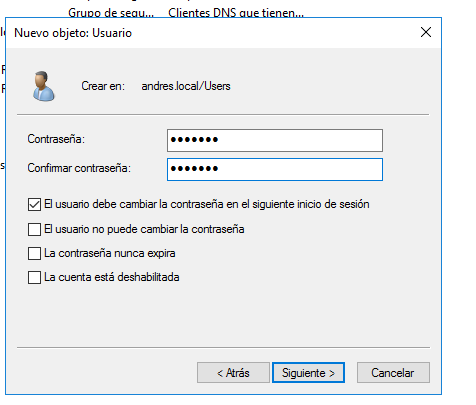 Grupo de segu... Clientes DNS que tienen...
Nuevo objeto: Usuario
Crear en: andres.local/Users
Contraseña: •••••••
Confirmar contraseña: •••••••
El usuario debe cambiar la contraseña en el siguiente inicio de sesión
El usuario no puede cambiar la contraseña
La contraseña nunca expira
La cuenta está deshabilitada
< Atrás Siguiente > Cancelar